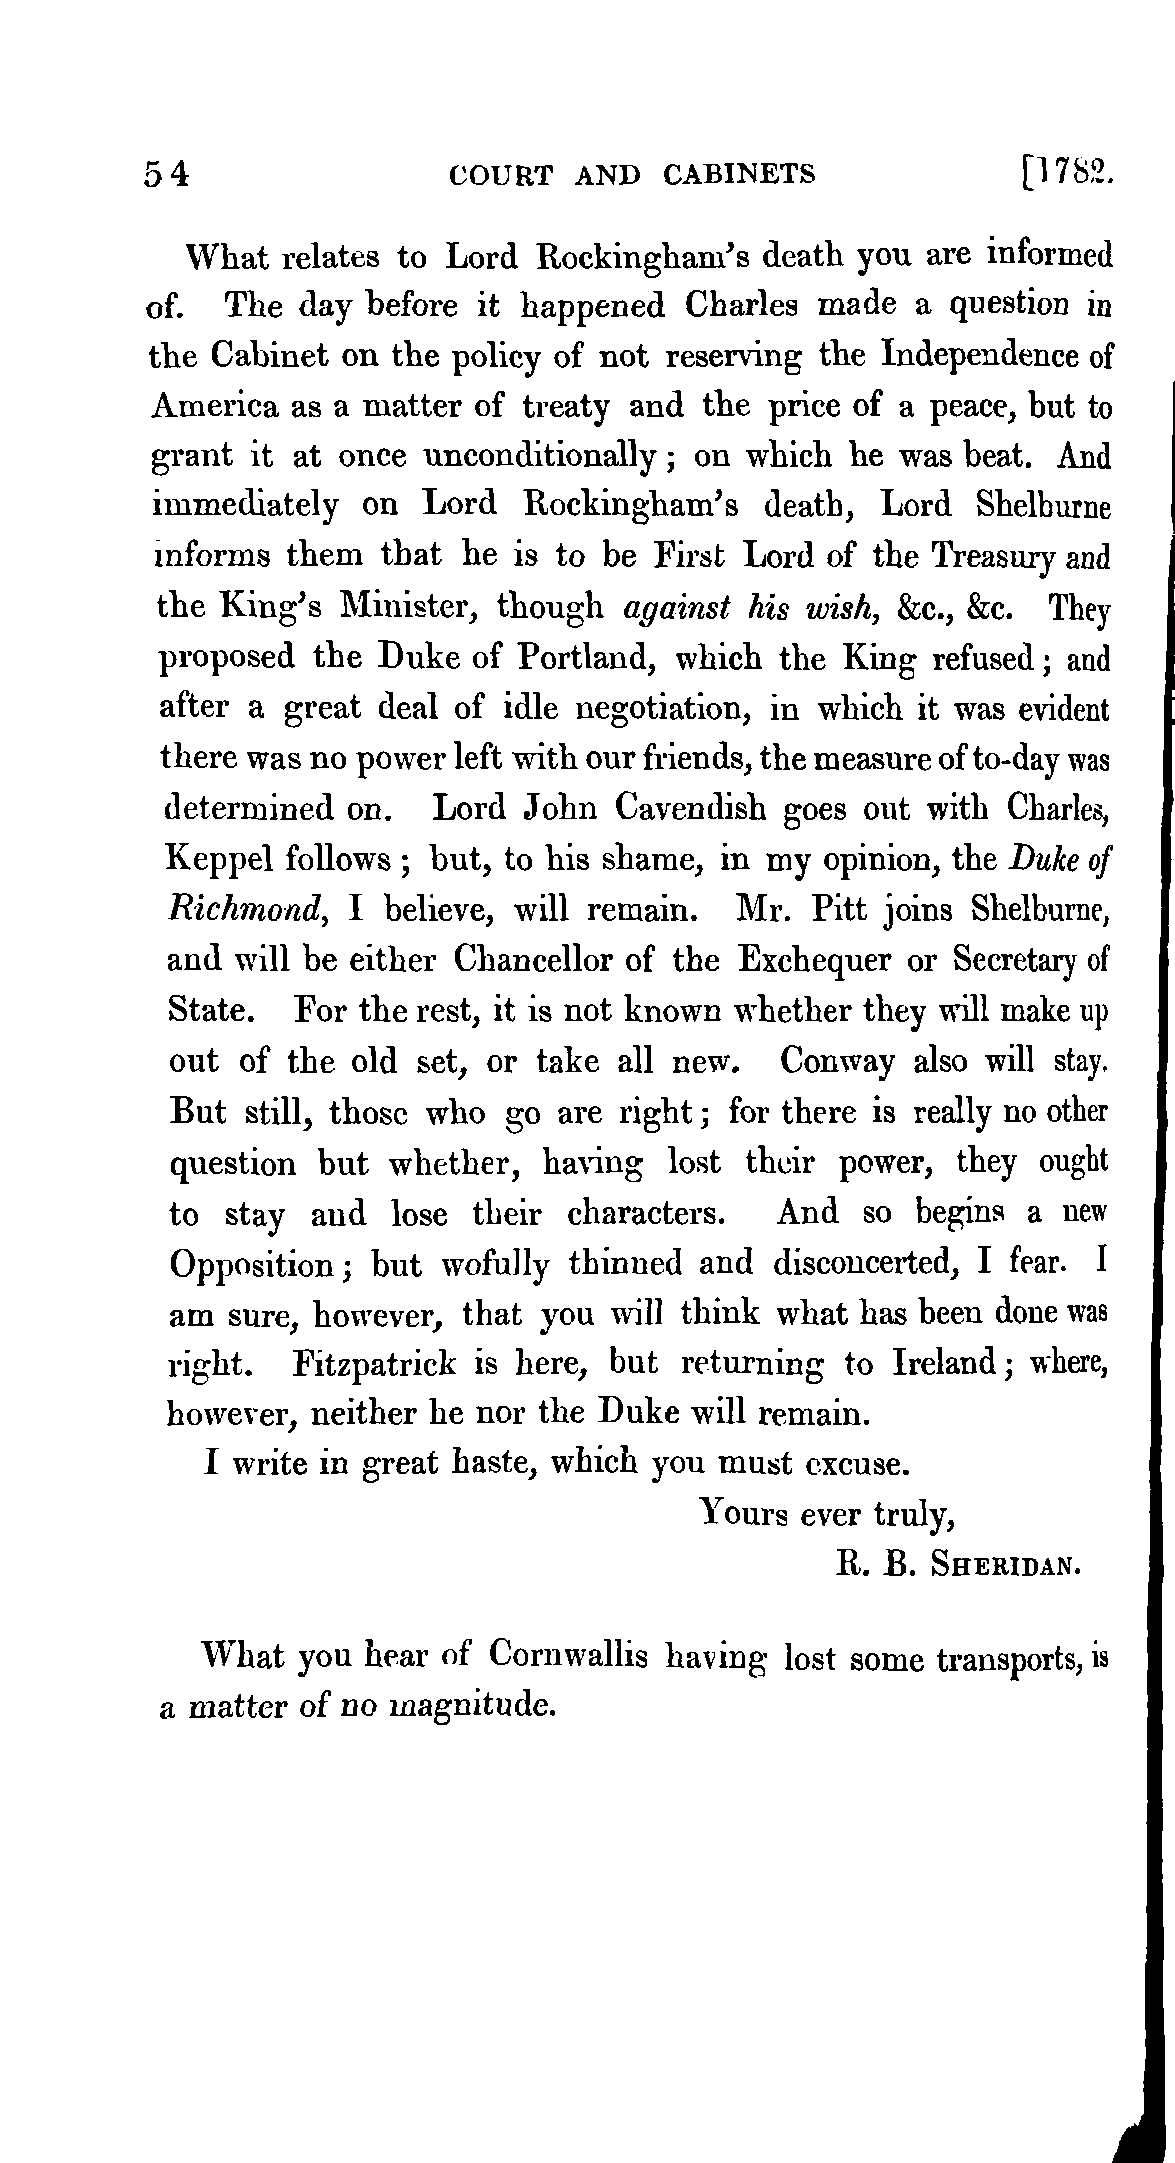 54 COURT AND CABINETS [1782.
What relates to Lord Rockingham's death you are informed
of. The day before it happened Charles made a question in
the Cabinet on the policy of not reserving the Independence of
America as a matter of treaty and the price of a peace, but to
grant it at once unconditionally; on which he was beat. And
immediately on Lord Rockingham's death, Lord Shelburne
informs them that he is to be First Lord of the Treasury and
the King's Minister, though against his wish, &c., &c. They
proposed the Duke of Portland, which the King refused; and
after a great deal of idle negotiation, in which it was evident
there was no power left with our friends, the measure of to-day was
determined on. Lord John Cavendish goes out with Charles,
Keppel follows; but, to his shame, in my opinion, the Duke of
Richmond, I believe, will remain. Mr. Pitt joins Shelburne,
and will be either Chancellor of the Exchequer or Secretary of
State. For the rest, it is not known whether they will make up
out of the old set, or take all new. Conway also will stay.
But still, those who go are right; for there is really no other
question but whether, having lost their power, they ought
to stay and lose their characters. And so begins a new
Opposition; but wofully thinned and disconcerted, I fear. I
am sure, however, that you will think what has been done was
right. Fitzpatrick is here, but returning to Ireland; where,
however, neither he nor the Duke will remain.
I write in great haste, which you must excuse.
Yours ever truly,
R. B. SHERIDAN.
What you hear of Cornwallis having lost some transports, is
a matter of no magnitude.